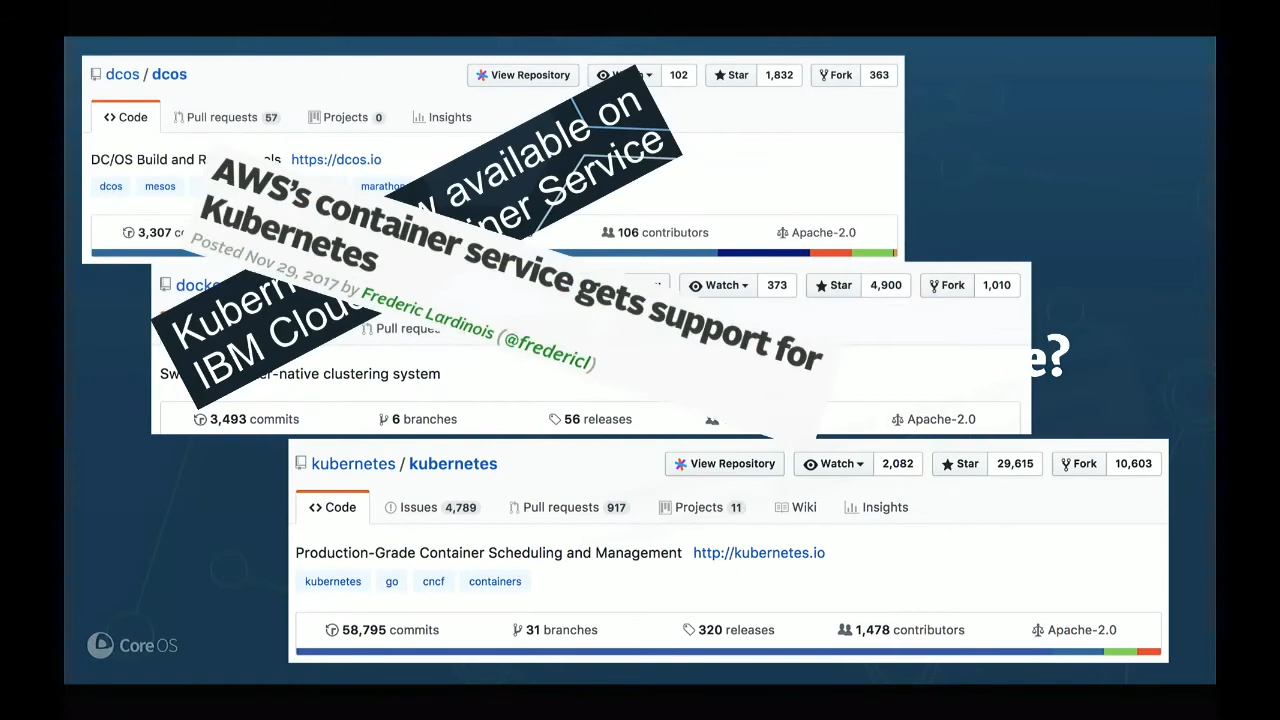 dcos / dcos
View Repository
102
Star 1,832
Fork 363
Code
Pull requests 57
Projects 0
Insights
DC/OS Build and https://dcos.io
dcos mesos marathon
3,307
106 contributors
Apache-2.0
available on
Service
Kubern
IBM Cloud
AWS's container service gets support for
Kubernetes
Posted Nov 29, 2017 by Frederic Lardinois (@fredericl)
Watch 373
Star 4,900
Fork 1,010
Pull reque
e?
-native clustering system
3,493 commits
6 branches
56 releases
Apache-2.0
kubernetes / kubernetes
View Repository
Watch 2,082
Star 29,615
Fork 10,603
Code
Issues 4,789
Pull requests 917
Projects 11
Wiki
Insights
Production-Grade Container Scheduling and Management http://kubernetes.io
kubernetes go cncf containers
58,795 commits
31 branches
320 releases
1,478 contributors
Apache-2.0
CoreOS